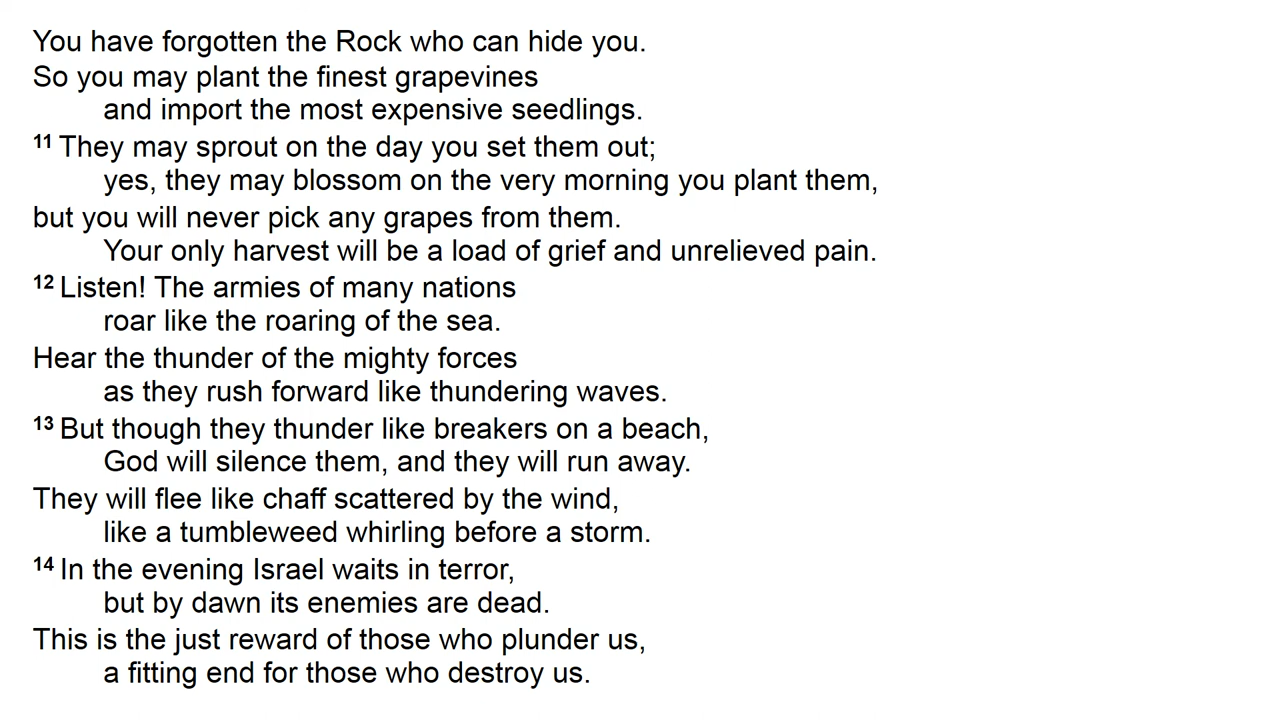 You have forgotten the Rock who can hide you.
So you may plant the finest grapevines
and import the most expensive seedlings.
11 They may sprout on the day you set them out;
yes, they may blossom on the very morning you plant them,
but you will never pick any grapes from them.
Your only harvest will be a load of grief and unrelieved pain.
12 Listen! The armies of many nations
roar like the roaring of the sea.
Hear the thunder of the mighty forces
as they rush forward like thundering waves.
13 But though they thunder like breakers on a beach,
God will silence them, and they will run away.
They will flee like chaff scattered by the wind,
like a tumbleweed whirling before a storm.
14 In the evening Israel waits in terror,
but by dawn its enemies are dead.
This is the just reward of those who plunder us,
a fitting end for those who destroy us.